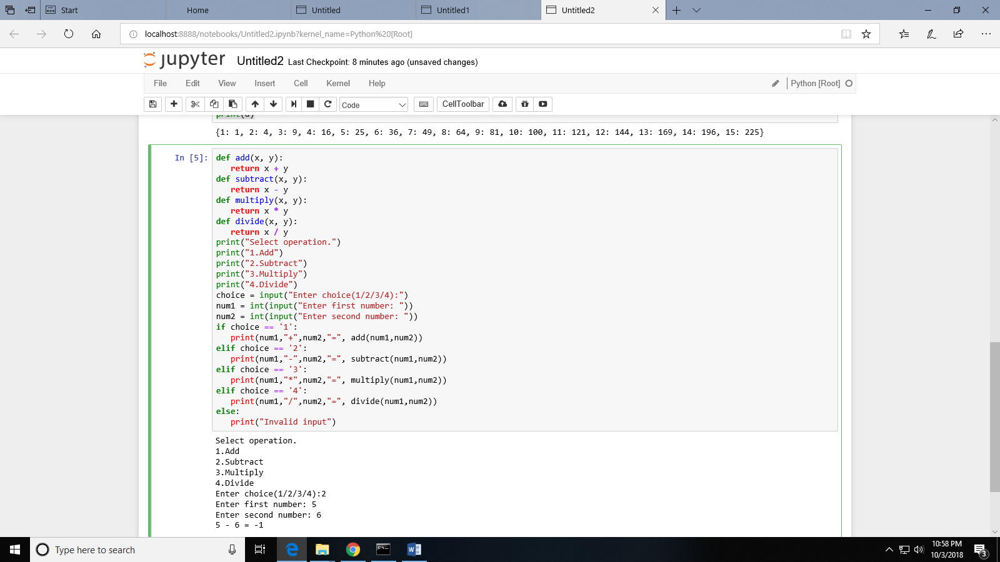 Start
Home
Untitled
Untitled1
Untitled2
localhost:8888/notebooks/Untitled2.ipynb?kernel_name=Python%20[Root]
jupyter Untitled2 Last Checkpoint: 8 minutes ago (unsaved changes)
File Edit View Insert Cell Kernel Help Python [Root]
Code CellToolbar
print(d)
{1: 1, 2: 4, 3: 9, 4: 16, 5: 25, 6: 36, 7: 49, 8: 64, 9: 81, 10: 100, 11: 121, 12: 144, 13: 169, 14: 196, 15: 225}
In [5]: def add(x, y):
   return x + y
def subtract(x, y):
   return x - y
def multiply(x, y):
   return x * y
def divide(x, y):
   return x / y
print("Select operation.")
print("1.Add")
print("2.Subtract")
print("3.Multiply")
print("4.Divide")
choice = input("Enter choice(1/2/3/4):")
num1 = int(input("Enter first number: "))
num2 = int(input("Enter second number: "))
if choice == '1':
   print(num1,"+",num2,"=", add(num1,num2))
elif choice == '2':
   print(num1,"-",num2,"=", subtract(num1,num2))
elif choice == '3':
   print(num1,"*",num2,"=", multiply(num1,num2))
elif choice == '4':
   print(num1,"/",num2,"=", divide(num1,num2))
else:
   print("Invalid input")
Select operation.
1.Add
2.Subtract
3.Multiply
4.Divide
Enter choice(1/2/3/4):2
Enter first number: 5
Enter second number: 6
5 - 6 = -1
Type here to search
10:58 PM
10/3/2018
3